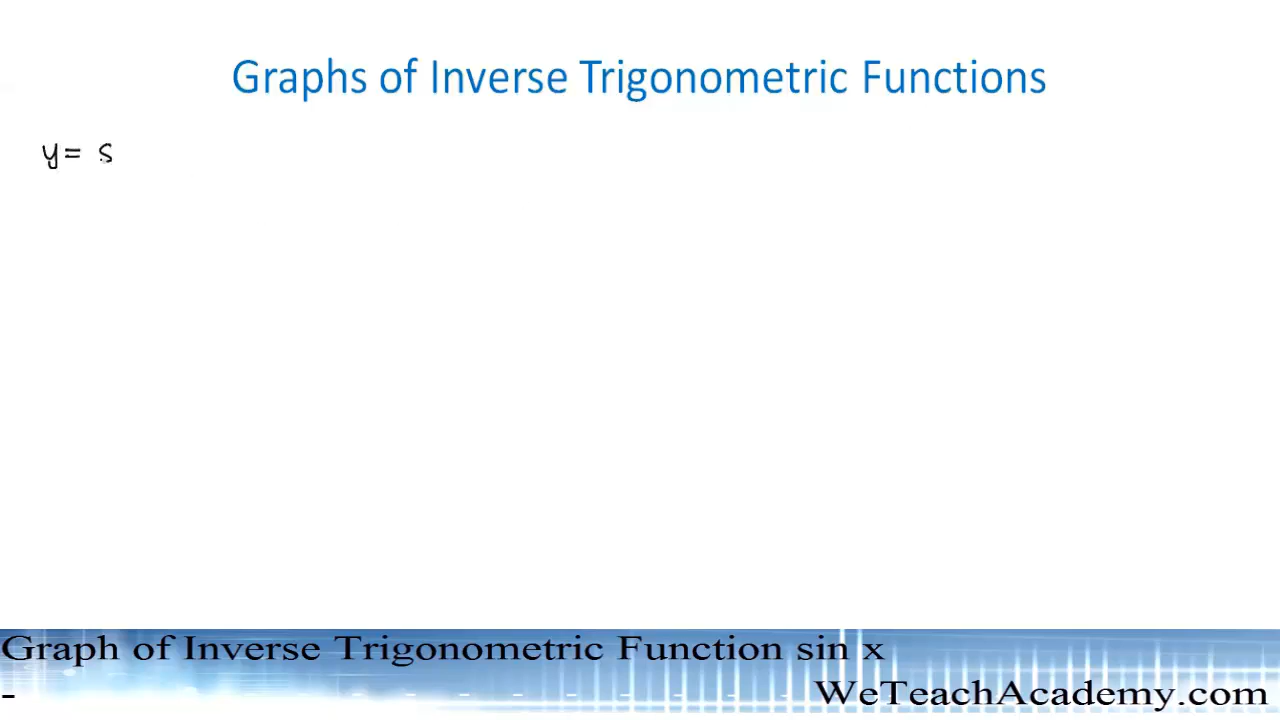 Graphs of Inverse Trigonometric Functions
y= s
Graph of Inverse Trigonometric Function sin x
-
WeTeachAcademy.com